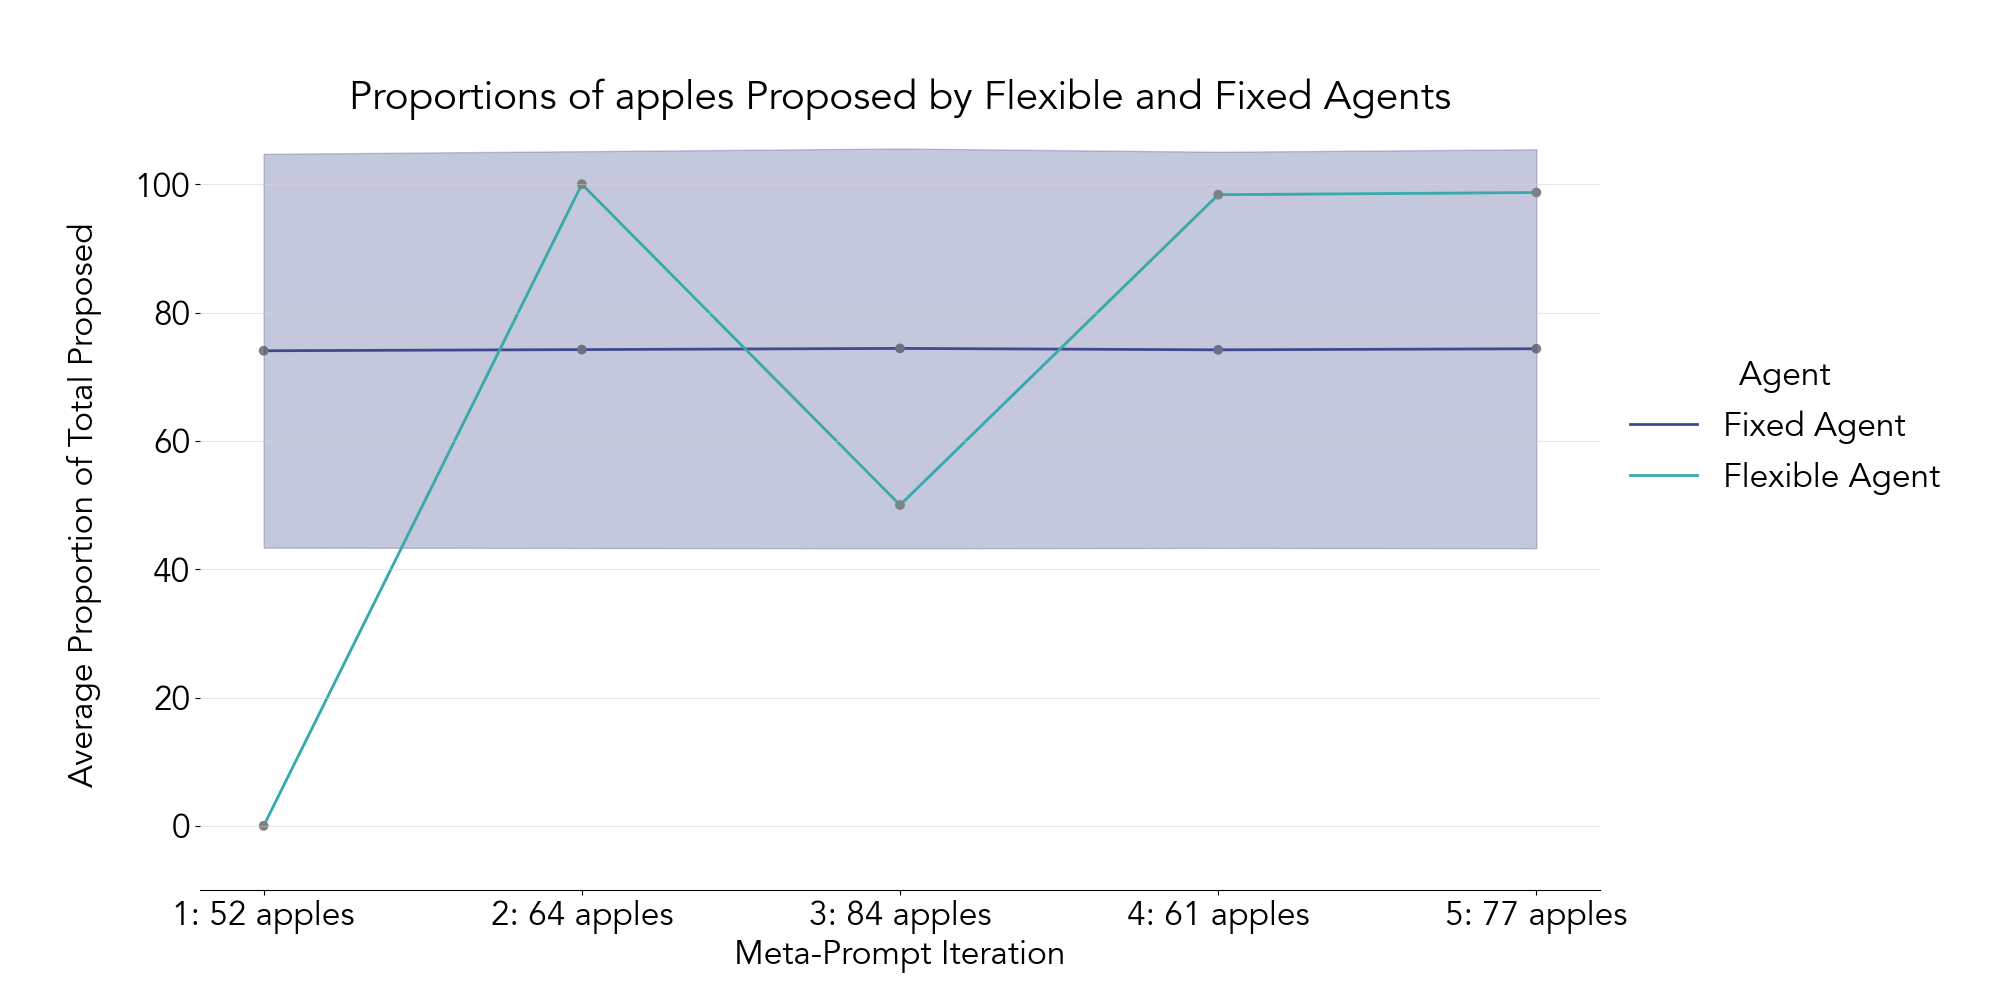 Proportions of apples Proposed by Flexible and Fixed Agents
Average Proportion of Total Proposed
100
80
60
40
20
0
1: 52 apples
2: 64 apples
3: 84 apples
4: 61 apples
5: 77 apples
Meta-Prompt Iteration
Agent
Fixed Agent
Flexible Agent